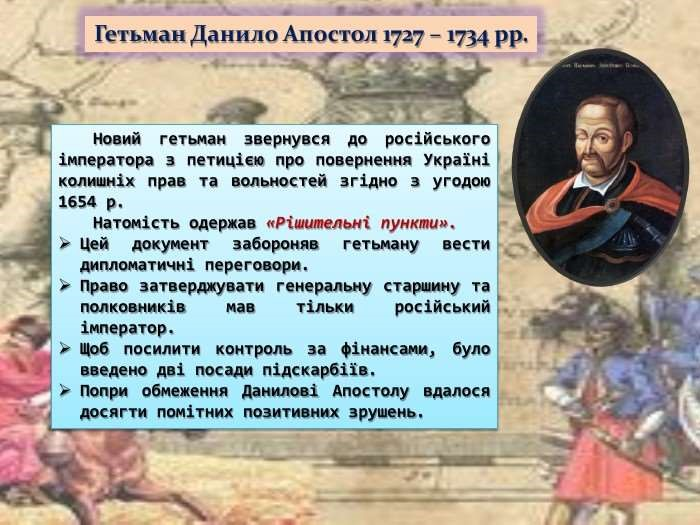 Гетьман Данило Апостол 1727 – 1734 рр.
Новий гетьман звернувся до російського
імператора з петицією про повернення Україні
колишніх прав та вольностей згідно з угодою
1654 р.
Натомість одержав «Рішительні пункти».
➢ Цей документ забороняв гетьману вести
дипломатичні переговори.
➢ Право затверджувати генеральну старшину та
полковників мав тільки російський
імператор.
➢ Щоб посилити контроль за фінансами, було
введено дві посади підскарбіїв.
➢ Попри обмеження Данилові Апостолу вдалося
досягти помітних позитивних зрушень.